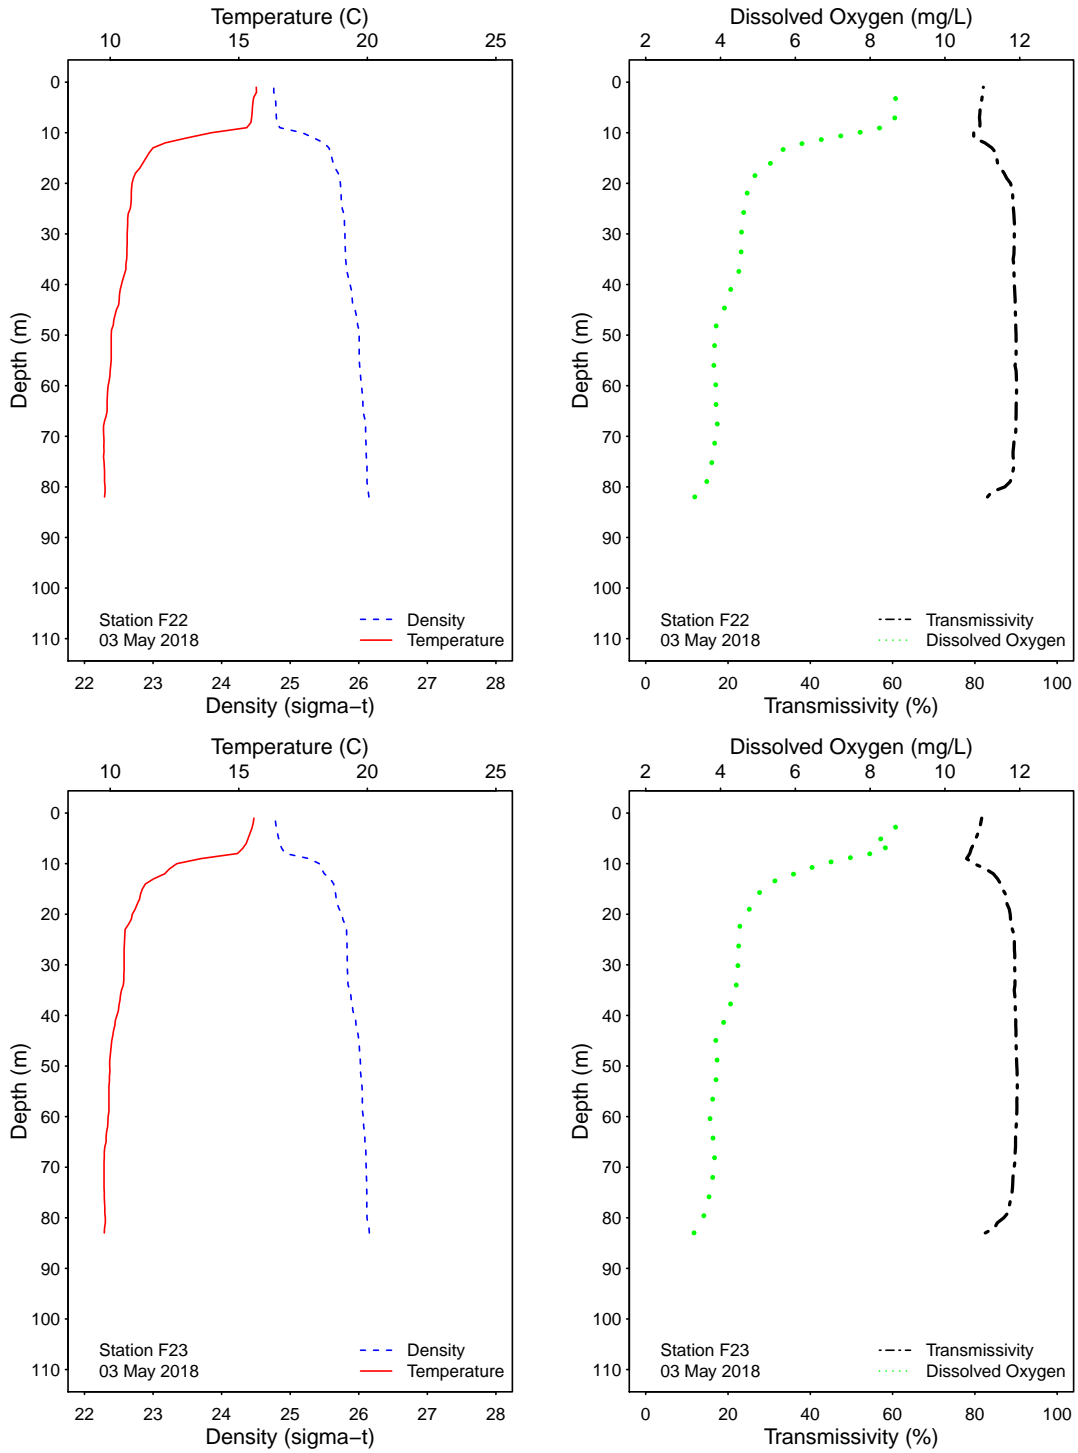 Temperature (C)
10 15 20 25
0
10
20
30
40
50
60
70
80
90
100
110
Depth (m)
Station F22
03 May 2018
Density
Temperature
22 23 24 25 26 27 28
Density (sigma−t)
Dissolved Oxygen (mg/L)
2 4 6 8 10 12
0
10
20
30
40
50
60
70
80
90
100
110
Depth (m)
Station F22
03 May 2018
Transmissivity
Dissolved Oxygen
0 20 40 60 80 100
Transmissivity (%)
Temperature (C)
10 15 20 25
0
10
20
30
40
50
60
70
80
90
100
110
Depth (m)
Station F23
03 May 2018
Density
Temperature
22 23 24 25 26 27 28
Density (sigma−t)
Dissolved Oxygen (mg/L)
2 4 6 8 10 12
0
10
20
30
40
50
60
70
80
90
100
110
Depth (m)
Station F23
03 May 2018
Transmissivity
Dissolved Oxygen
0 20 40 60 80 100
Transmissivity (%)